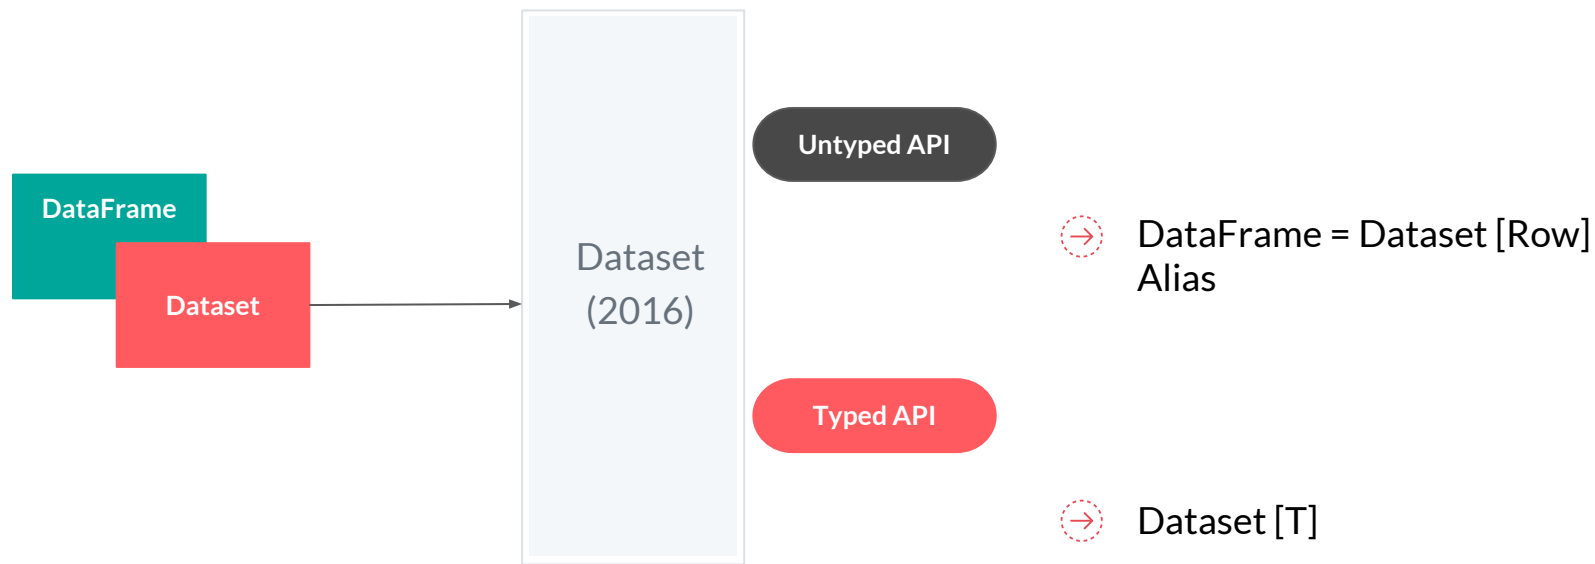 DataFrame
Dataset
Dataset
(2016)
Untyped API
DataFrame = Dataset [Row]
Alias
Typed API
Dataset [T]